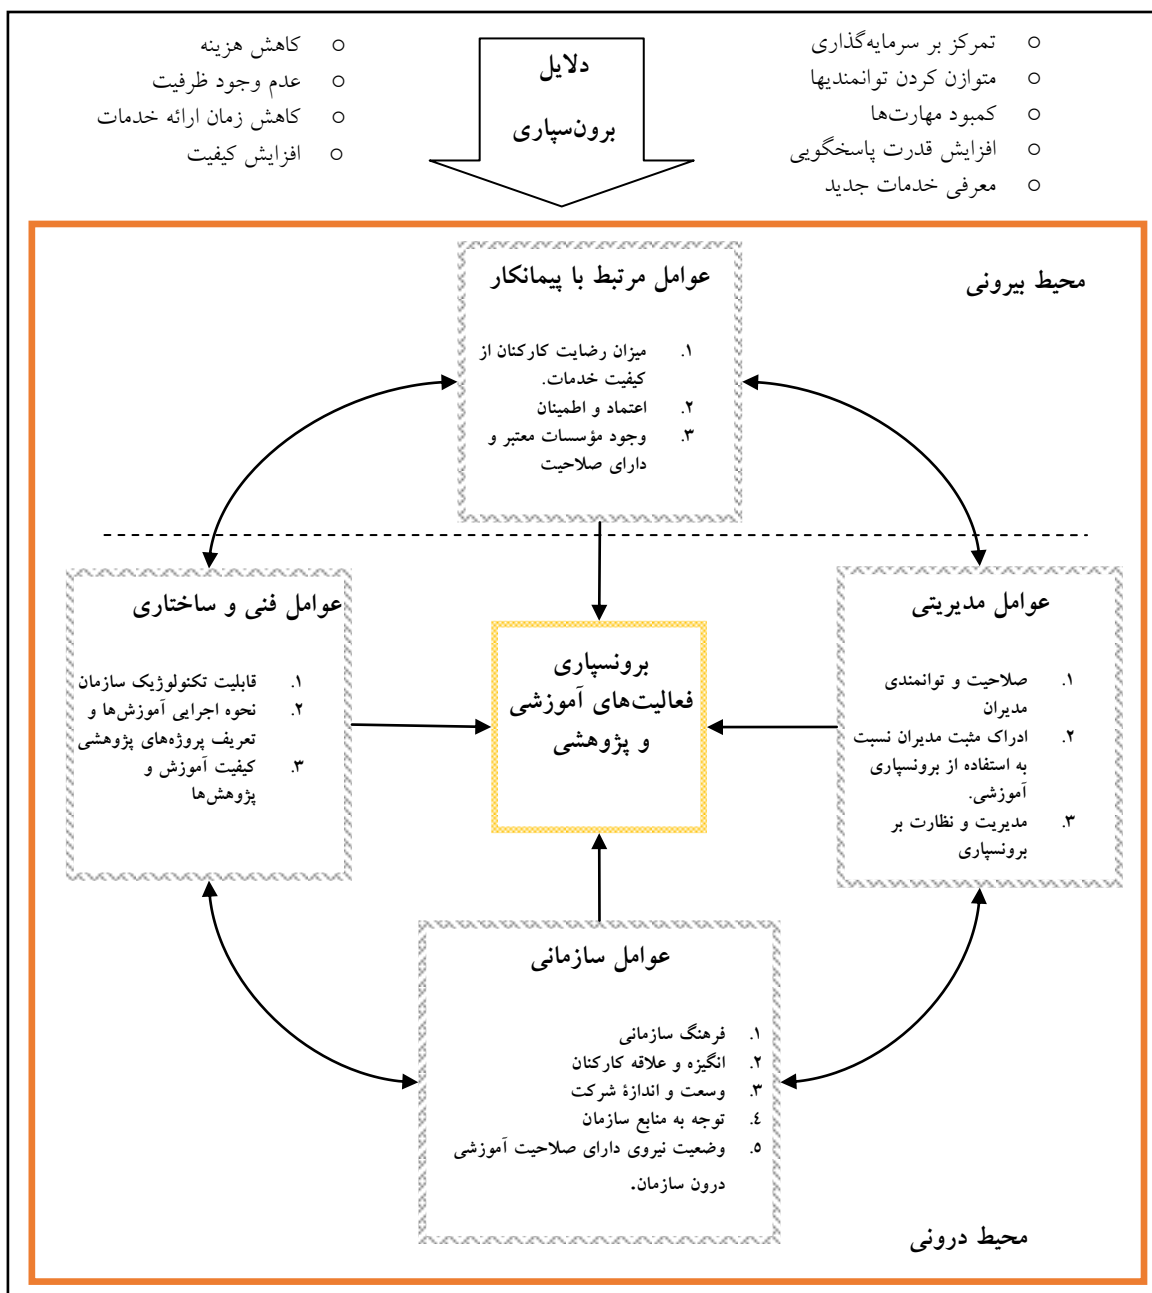 تمرکز بر سرمایه‌گذاری
متوازن کردن توانمندیها
کمبود مهارت‌ها
افزایش قدرت پاسخگویی
معرفی خدمات جدید
دلایل
برون‌سپاری
کاهش هزینه
عدم وجود ظرفیت
کاهش زمان ارائه خدمات
افزایش کیفیت
محیط بیرونی
عوامل مرتبط با پیمانکار
۱. میزان رضایت کارکنان از
کیفیت خدمات.
۲. اعتماد و اطمینان
۳. وجود مؤسسات معتبر و
دارای صلاحیت
عوامل مدیریتی
۱. صلاحیت و توانمندی
مدیران
۲. ادراک مثبت مدیران نسبت
به استفاده از برونسپاری
آموزشی.
۳. مدیریت و نظارت بر
برونسپاری
برونسپاری
فعالیت‌های آموزشی
و پژوهشی
عوامل فنی و ساختاری
۱. قابلیت تکنولوژیک سازمان
۲. نحوه اجرایی آموزش‌ها و
تعریف پروژه‌های پژوهشی
۳. کیفیت آموزش و
پژوهش‌ها
عوامل سازمانی
۱. فرهنگ سازمانی
۲. انگیزه و علاقه کارکنان
۳. وسعت و اندازۀ شرکت
٤. توجه به منابع سازمان
٥. وضعیت نیروی دارای صلاحیت آموزشی
درون سازمان.
محیط درونی